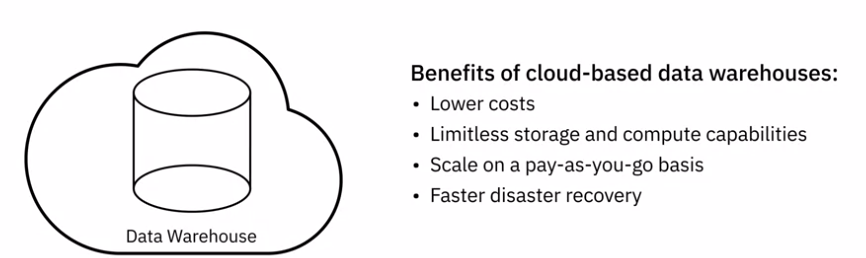 Benefits of cloud-based data warehouses:
• Lower costs
• Limitless storage and compute capabilities
• Scale on a pay-as-you-go basis
• Faster disaster recovery
Data Warehouse